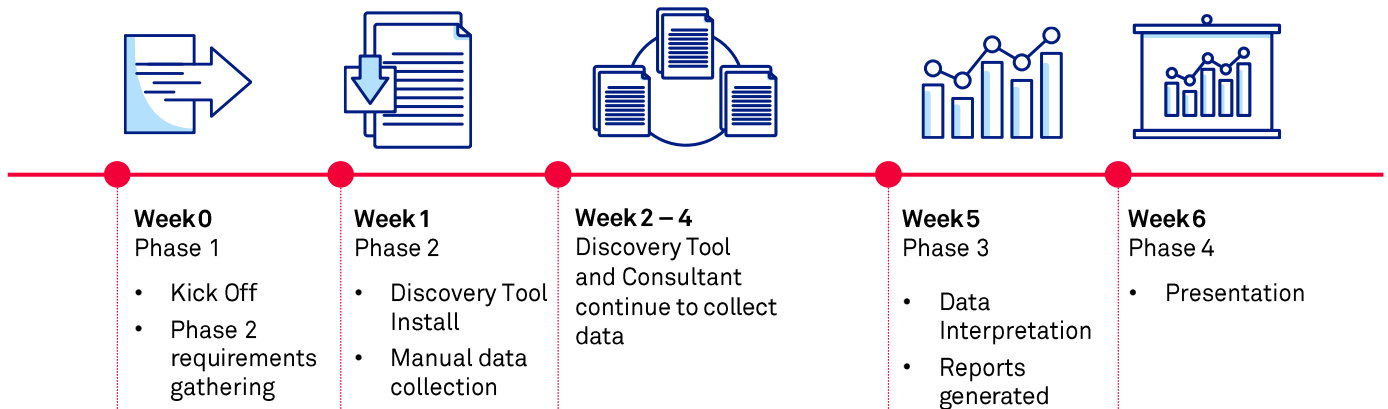 Week 0
Phase 1
• Kick Off
• Phase 2
requirements
gathering
Week 1
Phase 2
• Discovery Tool
Install
• Manual data
collection
Week 2 – 4
Discovery Tool
and Consultant
continue to collect
data
Week 5
Phase 3
• Data
Interpretation
• Reports
generated
Week 6
Phase 4
• Presentation